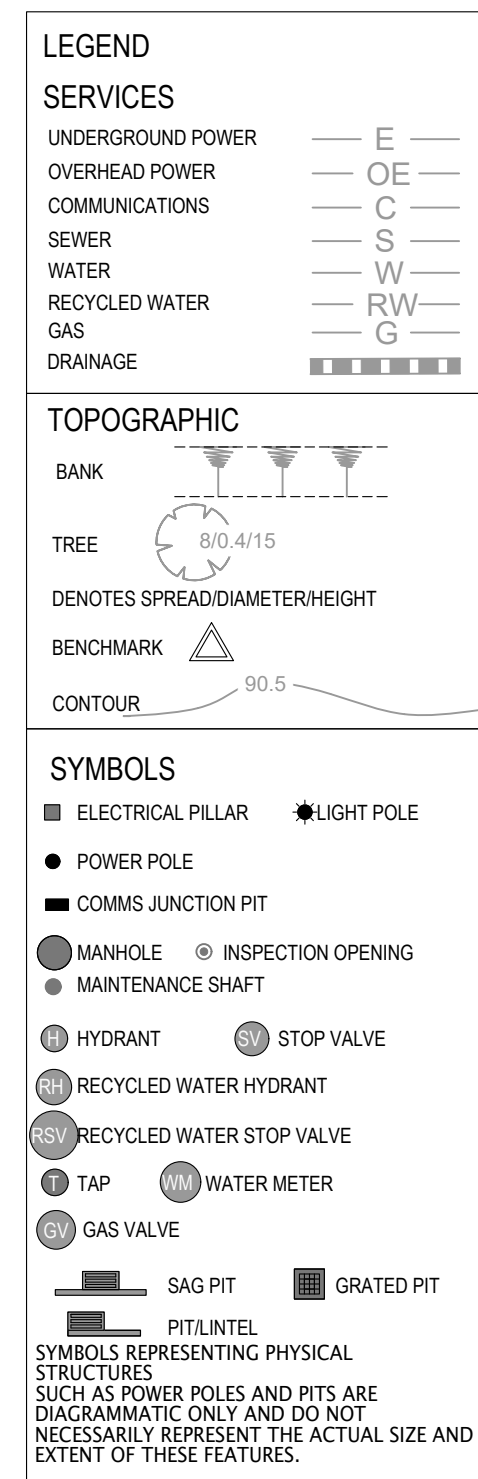 LEGEND
SERVICES
UNDERGROUND POWER E
OVERHEAD POWER OE
COMMUNICATIONS C
SEWER S
WATER W
RECYCLED WATER RW
GAS G
DRAINAGE
TOPOGRAPHIC
BANK
TREE 8/0.4/15
DENOTES SPREAD/DIAMETER/HEIGHT
BENCHMARK
CONTOUR 90.5
SYMBOLS
ELECTRICAL PILLAR LIGHT POLE
POWER POLE
COMMS JUNCTION PIT
MANHOLE INSPECTION OPENING
MAINTENANCE SHAFT
H HYDRANT SV STOP VALVE
RH RECYCLED WATER HYDRANT
RSV RECYCLED WATER STOP VALVE
T TAP WM WATER METER
GV GAS VALVE
SAG PIT GRATED PIT
PIT/LINTEL
SYMBOLS REPRESENTING PHYSICAL
STRUCTURES
SUCH AS POWER POLES AND PITS ARE
DIAGRAMMATIC ONLY AND DO NOT
NECESSARILY REPRESENT THE ACTUAL SIZE AND
EXTENT OF THESE FEATURES.